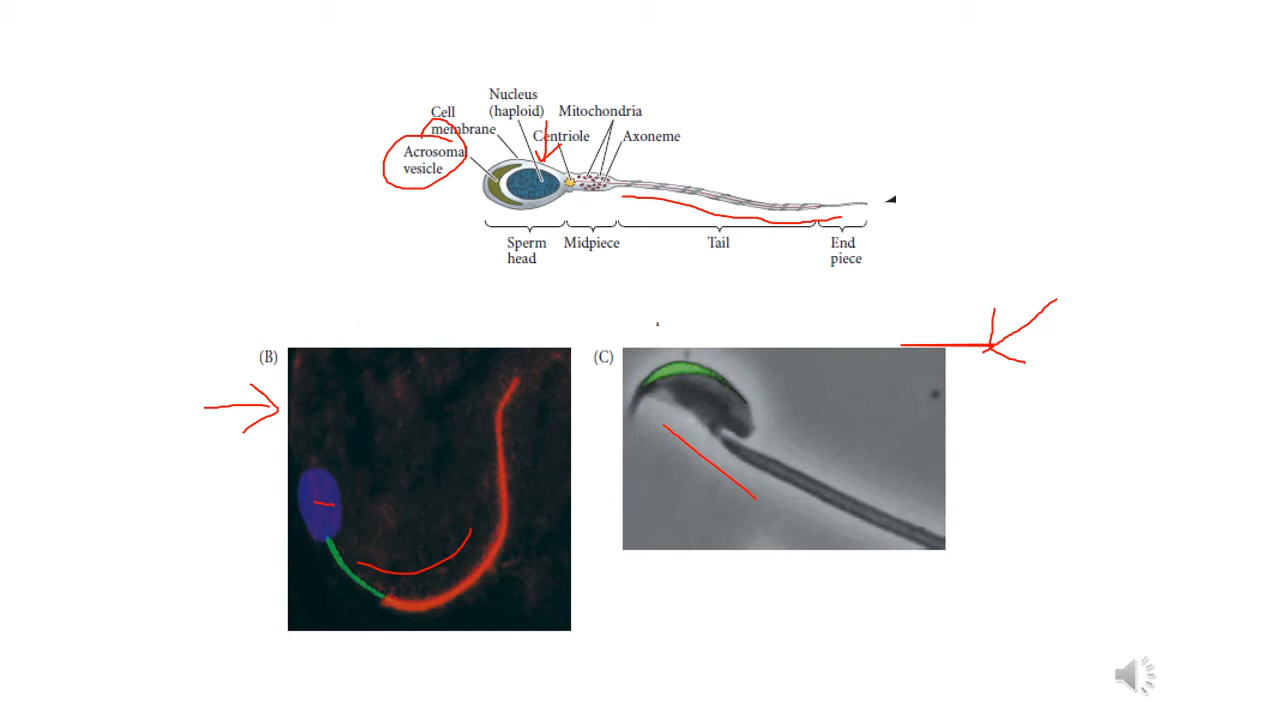 Nucleus
(haploid)
Mitochondria
Cell
membrane
Centriole
Axoneme
Acrosomal
vesicle
Sperm
head
Midpiece
Tail
End
piece
(B)
(C)